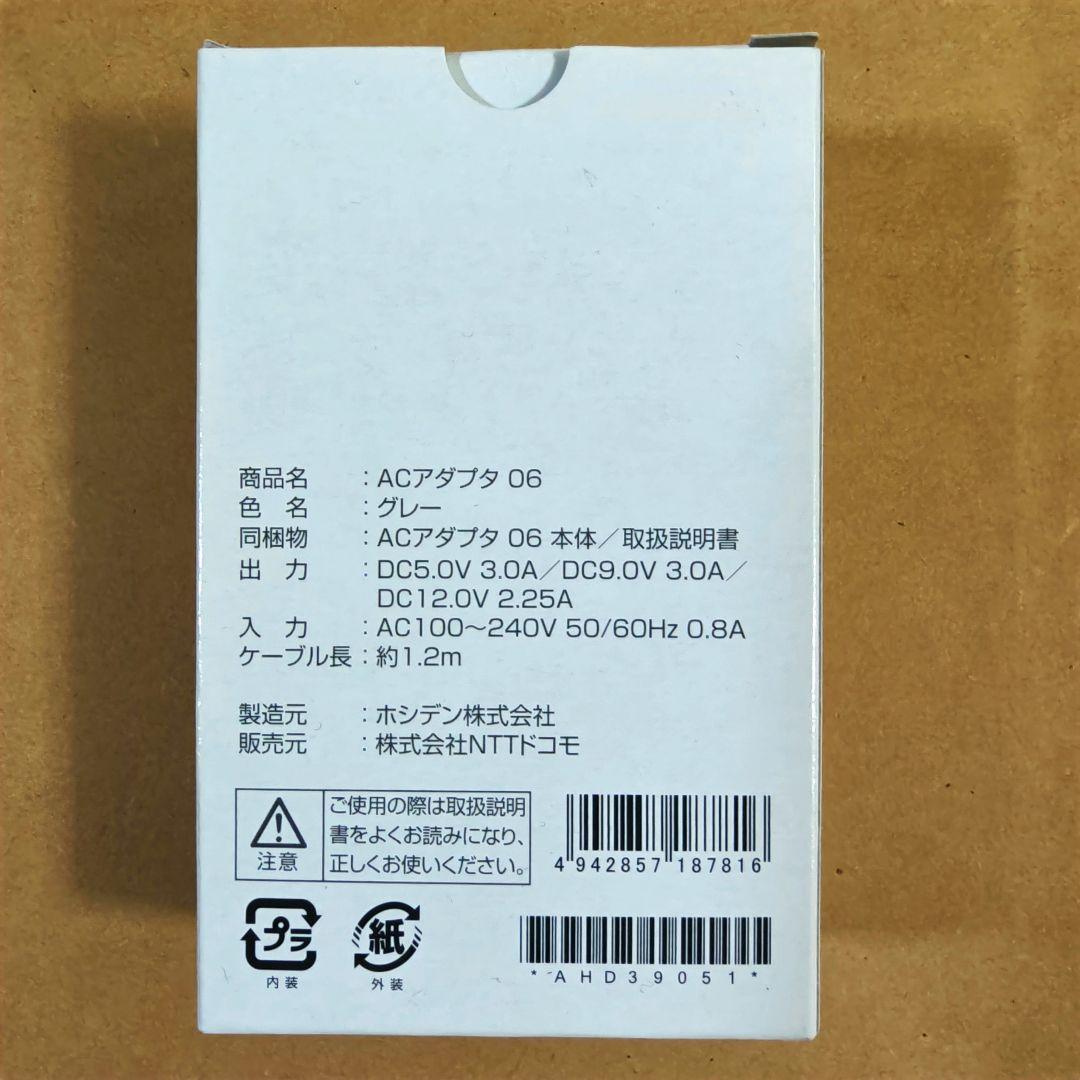 商品名 : ACアダプタ 06
色 名 : グレー
同梱物 : ACアダプタ 06 本体／取扱説明書
出 力 : DC5.0V 3.0A／DC9.0V 3.0A／
DC12.0V 2.25A
入 力 : AC100～240V 50/60Hz 0.8A
ケーブル長 : 約1.2m
製造元 : ホシデン株式会社
販売元 : 株式会社NTTドコモ
注意
ご使用の際は取扱説明
書をよくお読みになり、
正しくお使いください。
4 942857 187816
プラ
内装
紙
外装
*AHD39051*